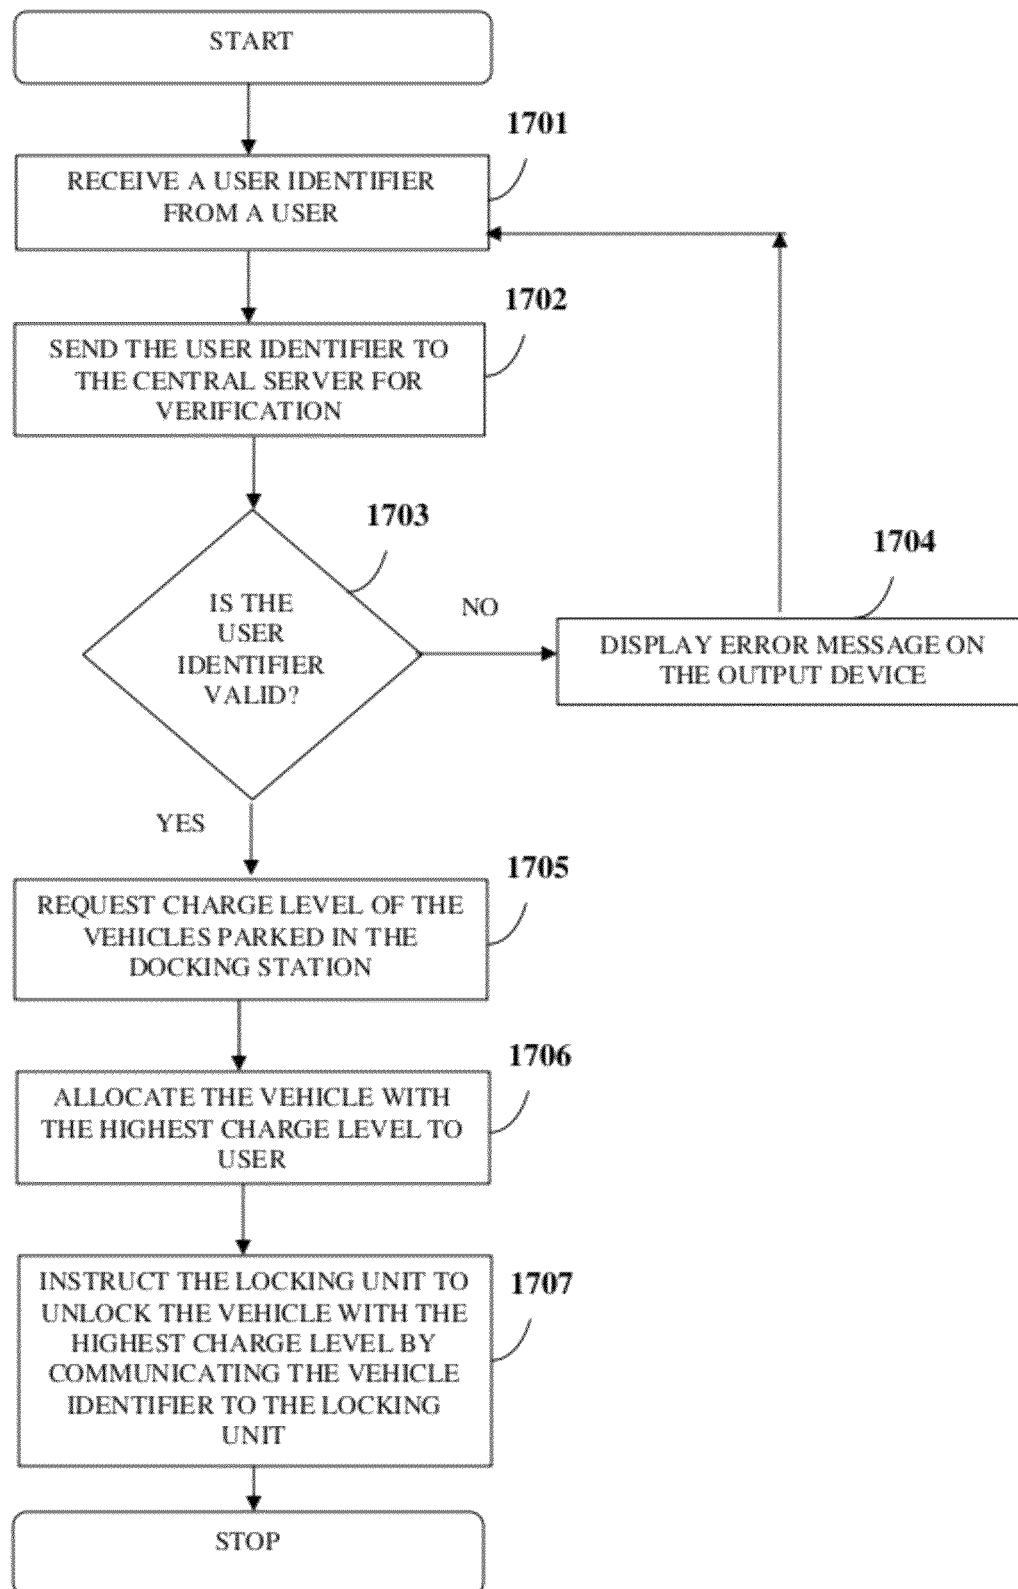 START
1701
RECEIVE A USER IDENTIFIER
FROM A USER
1702
SEND THE USER IDENTIFIER TO
THE CENTRAL SERVER FOR
VERIFICATION
1703
IS THE
USER
IDENTIFIER
VALID?
NO
1704
DISPLAY ERROR MESSAGE ON
THE OUTPUT DEVICE
YES
1705
REQUEST CHARGE LEVEL OF THE
VEHICLES PARKED IN THE
DOCKING STATION
1706
ALLOCATE THE VEHICLE WITH
THE HIGHEST CHARGE LEVEL TO
USER
1707
INSTRUCT THE LOCKING UNIT TO
UNLOCK THE VEHICLE WITH THE
HIGHEST CHARGE LEVEL BY
COMMUNICATING THE VEHICLE
IDENTIFIER TO THE LOCKING
UNIT
STOP